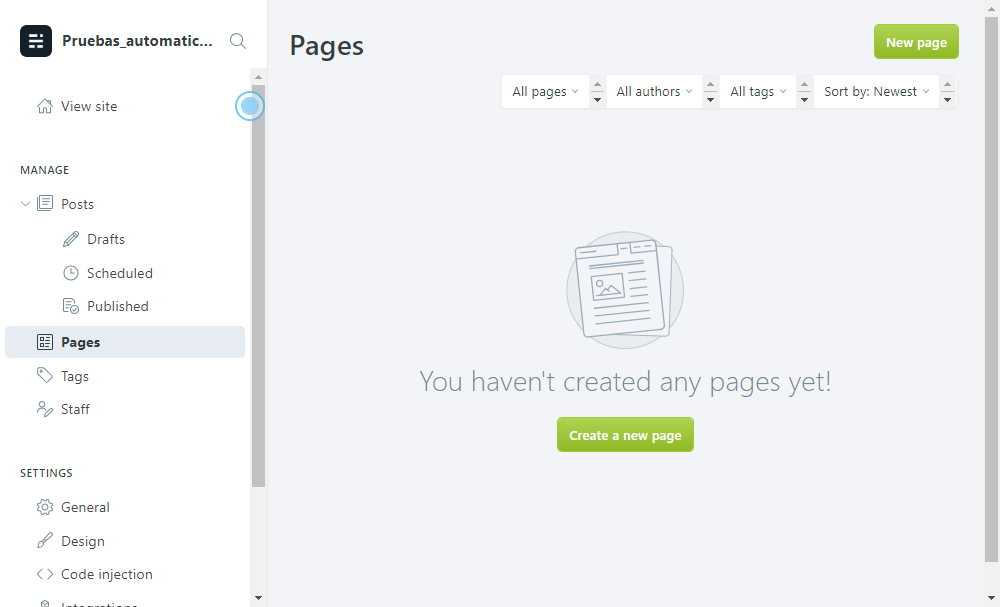 Pruebas_automatic...
View site
MANAGE
Posts
Drafts
Scheduled
Published
Pages
Tags
Staff
SETTINGS
General
Design
Code injection
Integrations
Pages
New page
All pages
All authors
All tags
Sort by: Newest
You haven't created any pages yet!
Create a new page